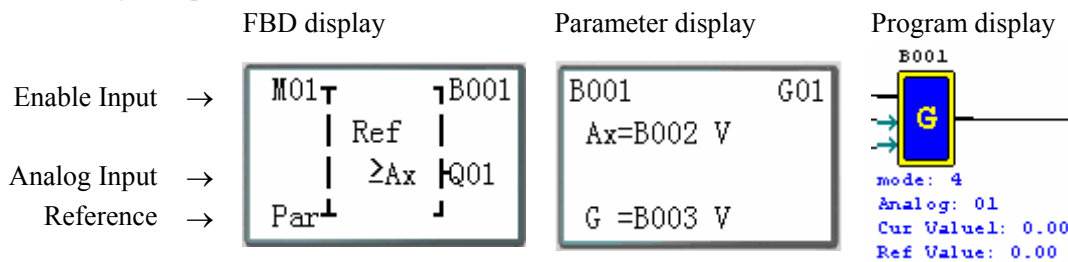 FBD display
Parameter display
Program display
Enable Input →
Analog Input →
Reference →
M01 B001
Ref
≥Ax Q01
Par
B001 G01
Ax=B002 V
G =B003 V
B001
G
mode: 4
Analog: 01
Cur Value1: 0.00
Ref Value: 0.00